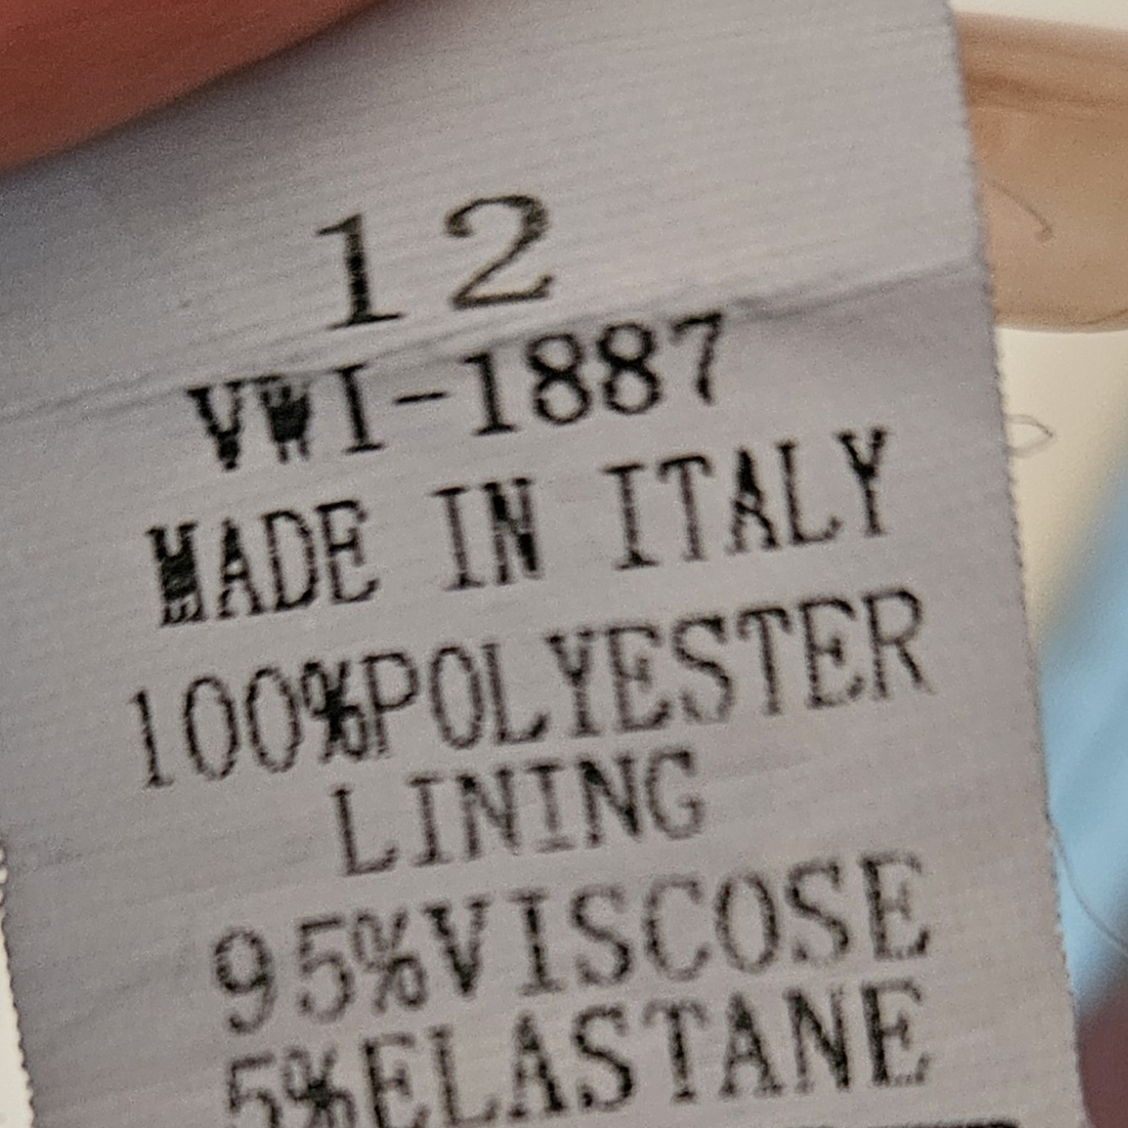 12
VWI-1887
MADE IN ITALY
100%POLYESTER
LINING
95%VISCOSE
5%ELASTANE